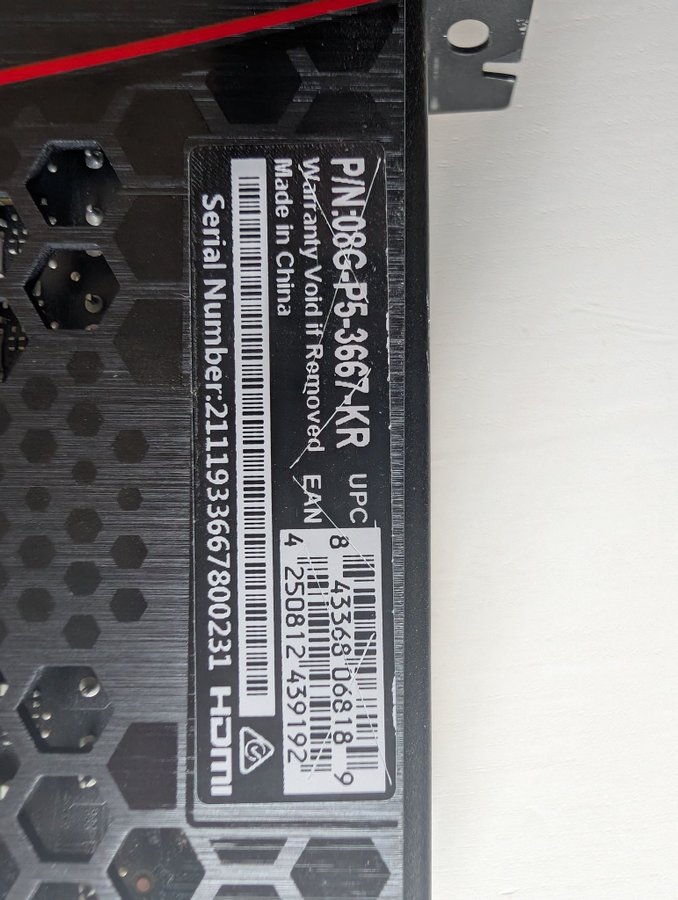 P/N:08G-P5-3667-KR
Warranty Void if Removed
Made in China
UPC
8 43368 06818 9
EAN
4 250812 439192
Serial Number:2111933667800231
HDMI